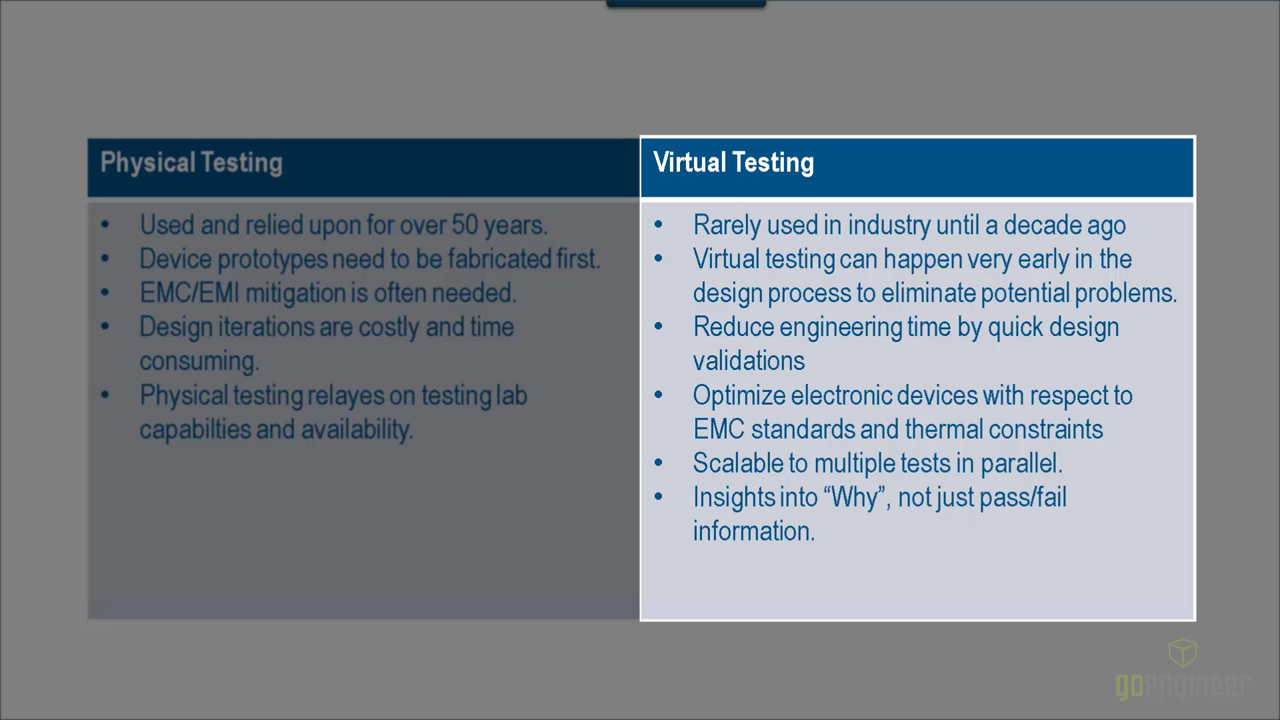 Physical Testing
• Used and relied upon for over 50 years.
• Device prototypes need to be fabricated first.
• EMC/EMI mitigation is often needed.
• Design iterations are costly and time
consuming.
• Physical testing relayes on testing lab
capabilties and availability.
Virtual Testing
• Rarely used in industry until a decade ago
• Virtual testing can happen very early in the
design process to eliminate potential problems.
• Reduce engineering time by quick design
validations
• Optimize electronic devices with respect to
EMC standards and thermal constraints
• Scalable to multiple tests in parallel.
• Insights into “Why”, not just pass/fail
information.
goengineer